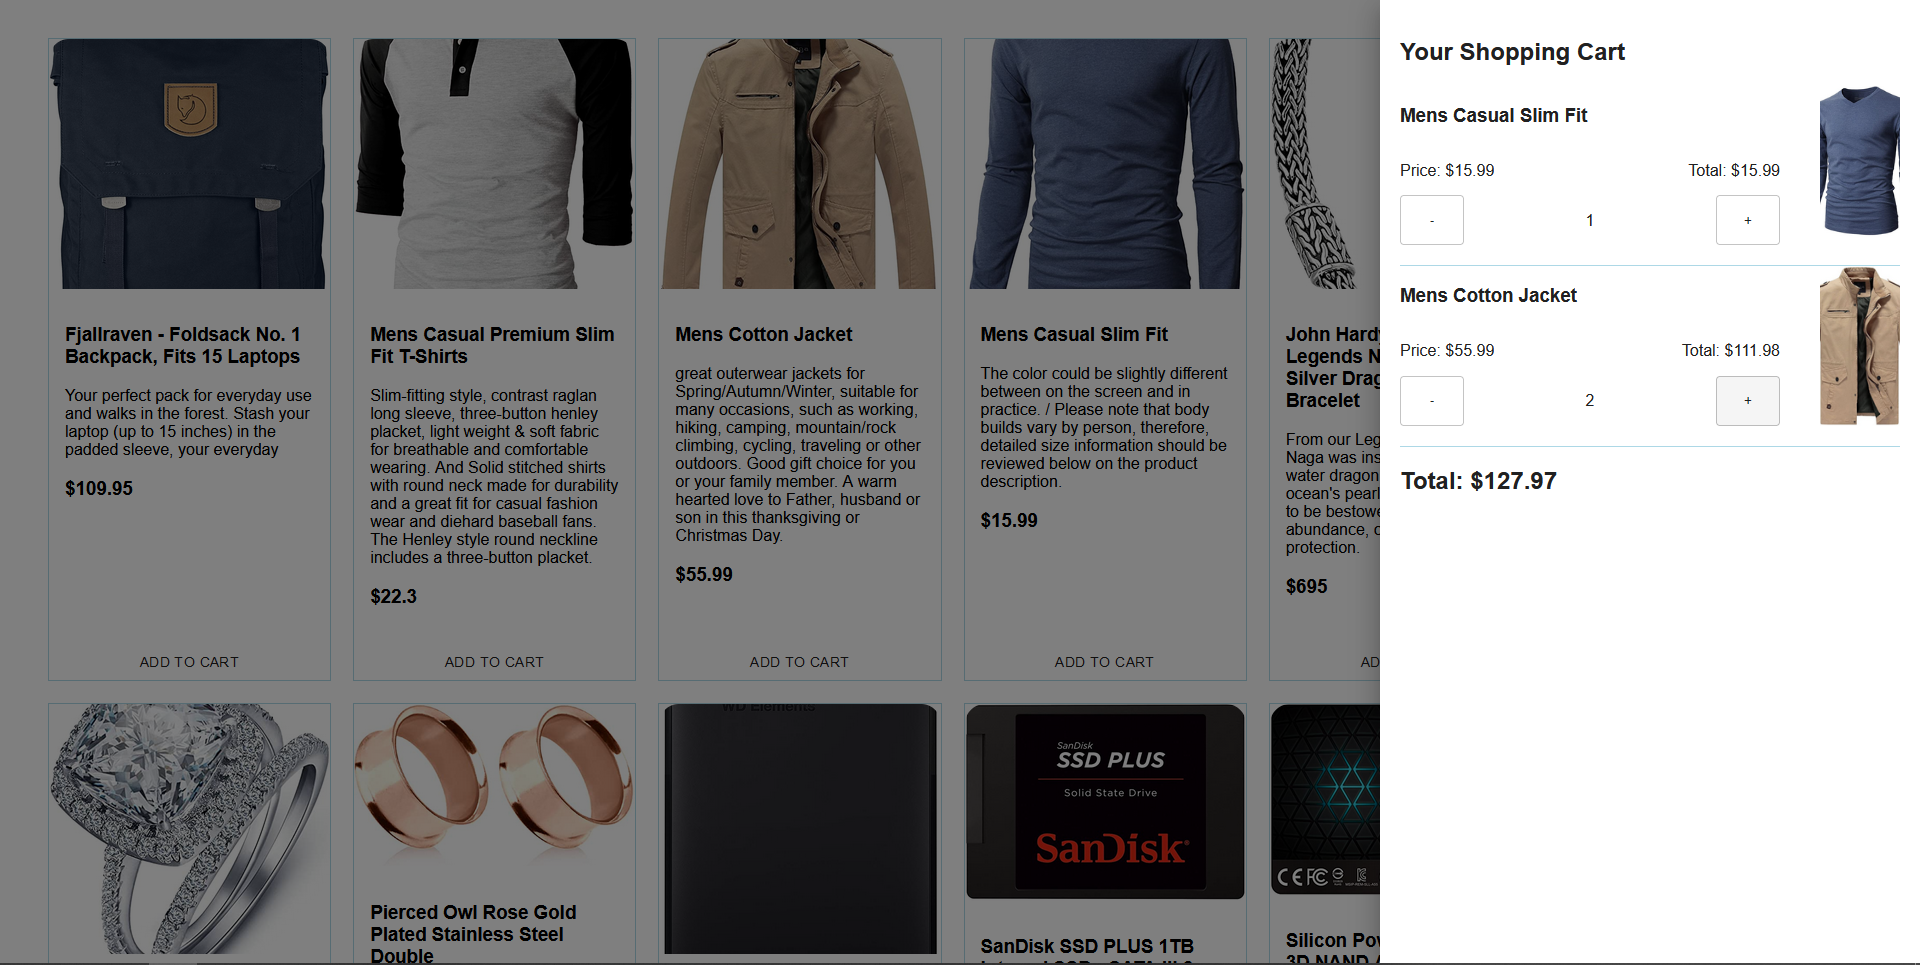 Fjallraven - Foldsack No. 1
Backpack, Fits 15 Laptops
Your perfect pack for everyday use
and walks in the forest. Stash your
laptop (up to 15 inches) in the
padded sleeve, your everyday
$109.95
ADD TO CART
Mens Casual Premium Slim
Fit T-Shirts
Slim-fitting style, contrast raglan
long sleeve, three-button henley
placket, light weight & soft fabric
for breathable and comfortable
wearing. And Solid stitched shirts
with round neck made for durability
and a great fit for casual fashion
wear and diehard baseball fans.
The Henley style round neckline
includes a three-button placket.
$22.3
ADD TO CART
Mens Cotton Jacket
great outerwear jackets for
Spring/Autumn/Winter, suitable for
many occasions, such as working,
hiking, camping, mountain/rock
climbing, cycling, traveling or other
outdoors. Good gift choice for you
or your family member. A warm
hearted love to Father, husband or
son in this thanksgiving or
Christmas Day.
$55.99
ADD TO CART
Mens Casual Slim Fit
The color could be slightly different
between on the screen and in
practice. / Please note that body
builds vary by person, therefore,
detailed size information should be
reviewed below on the product
description.
$15.99
ADD TO CART
John Hardy
Legends N
Silver Drag
Bracelet
From our Leg
Naga was ins
water dragon
ocean's pearl
to be bestowe
abundance, o
protection.
$695
AD
Pierced Owl Rose Gold
Plated Stainless Steel
Double
WD Elements
SanDisk
SSD PLUS
Solid State Drive
SanDisk
SanDisk SSD PLUS 1TB
Internal SSD - SATA III 6
CE FC
Silicon Pow
3D NAND A
Your Shopping Cart
Mens Casual Slim Fit
Price: $15.99 Total: $15.99
- 1 +
Mens Cotton Jacket
Price: $55.99 Total: $111.98
- 2 +
Total: $127.97